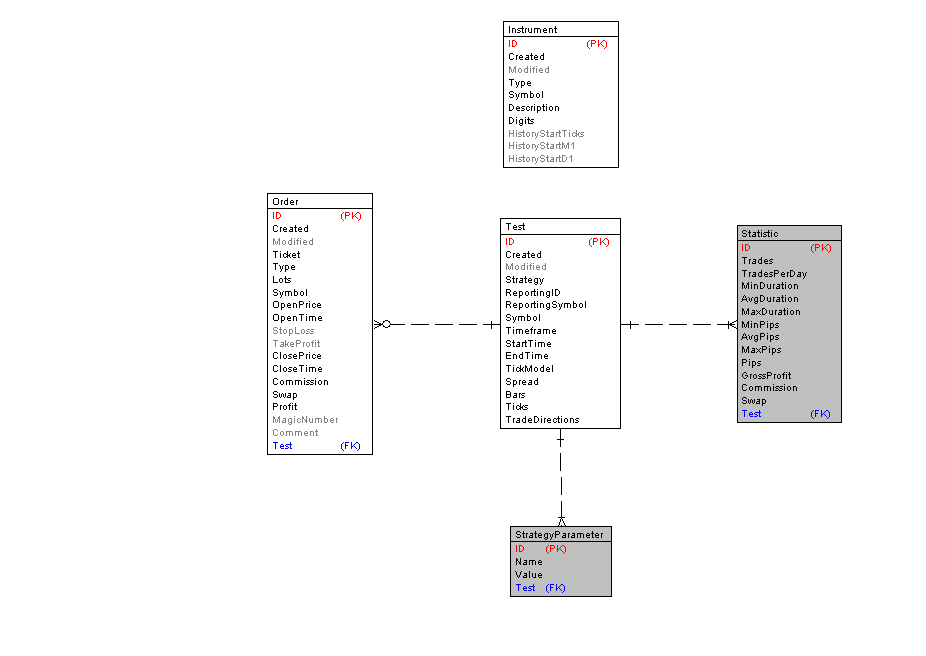 Instrument
ID (PK)
Created
Modified
Type
Symbol
Description
Digits
HistoryStartTicks
HistoryStartM1
HistoryStartD1
Order
ID (PK)
Created
Modified
Ticket
Type
Lots
Symbol
OpenPrice
OpenTime
StopLoss
TakeProfit
ClosePrice
CloseTime
Commission
Swap
Profit
MagicNumber
Comment
Test (FK)
Test
ID (PK)
Created
Modified
Strategy
ReportingID
ReportingSymbol
Symbol
Timeframe
StartTime
EndTime
TickModel
Spread
Bars
Ticks
TradeDirections
Statistic
ID (PK)
Trades
TradesPerDay
MinDuration
AvgDuration
MaxDuration
MinPips
AvgPips
MaxPips
Pips
GrossProfit
Commission
Swap
Test (FK)
StrategyParameter
ID (PK)
Name
Value
Test (FK)